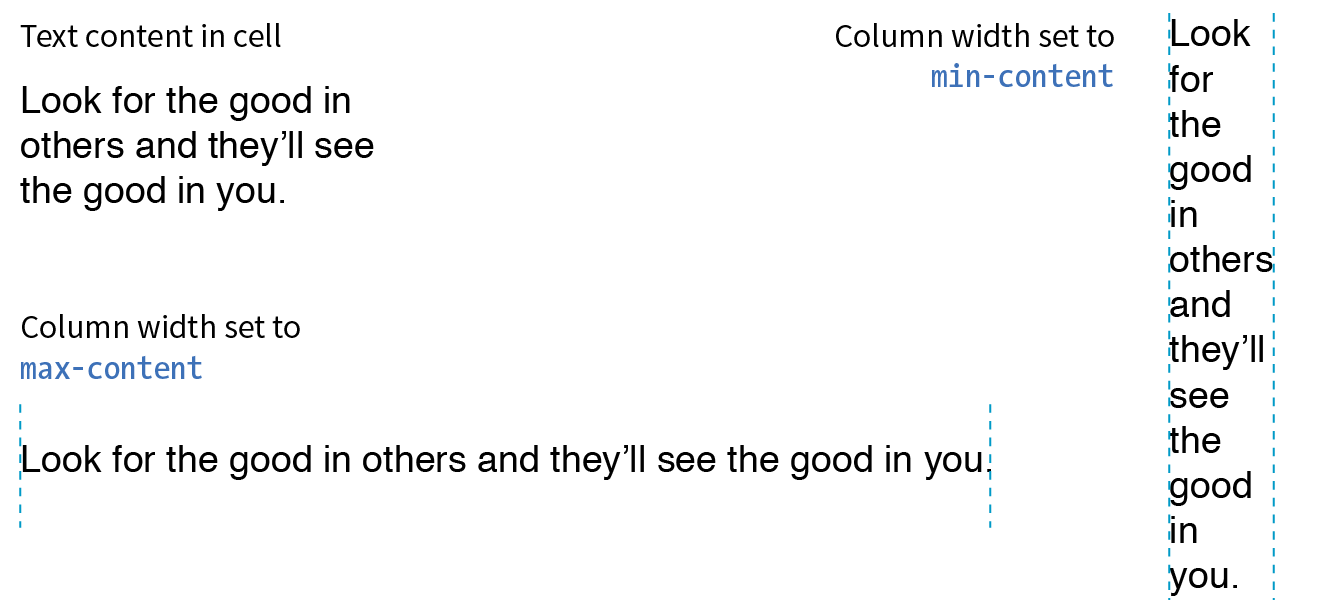 Text content in cell
Look for the good in
others and they’ll see
the good in you.
Column width set to
max-content
Look for the good in others and they’ll see the good in you.
Column width set to
min-content
Look
for
the
good
in
others
and
they’ll
see
the
good
in
you.